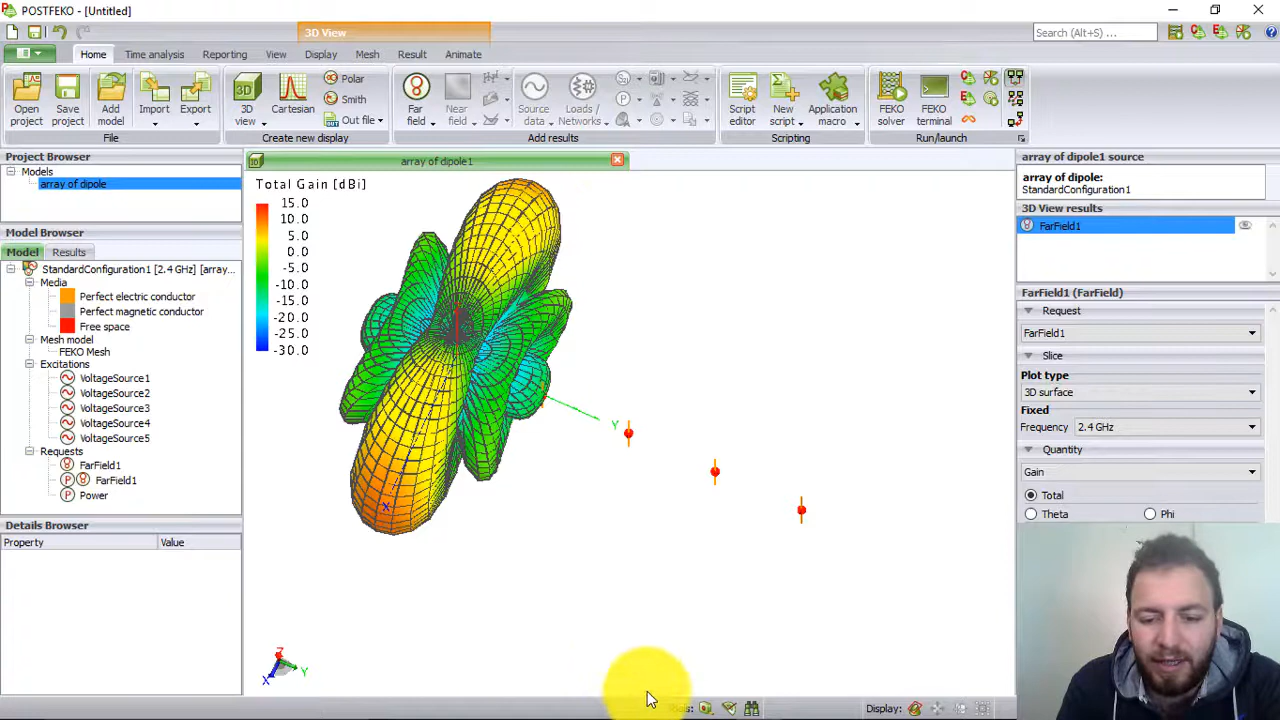 POSTFEKO - [Untitled]
3D View
Search (Alt+S) ...
Home
Time analysis
Reporting
View
Display
Mesh
Result
Animate
Open project
Save project
Add model
Import
Export
File
3D view
Cartesian
Polar
Smith
Out file
Create new display
Far field
Near field
Source data
Loads / Networks
Add results
Script editor
New script
Application macro
Scripting
FEKO solver
FEKO terminal
Run/launch
Project Browser
Models
array of dipole
Model Browser
Model
Results
StandardConfiguration1 [2.4 GHz] [array...
Media
Perfect electric conductor
Perfect magnetic conductor
Free space
Mesh model
FEKO Mesh
Excitations
VoltageSource1
VoltageSource2
VoltageSource3
VoltageSource4
VoltageSource5
Requests
FarField1
FarField1
Power
Details Browser
Property
Value
array of dipole1
Total Gain [dBi]
15.0
10.0
5.0
0.0
-5.0
-10.0
-15.0
-20.0
-25.0
-30.0
X
Y
Z
X
Y
array of dipole1 source
array of dipole:
StandardConfiguration1
3D View results
FarField1
FarField1 (FarField)
Request
FarField1
Slice
Plot type
3D surface
Fixed
Frequency
2.4 GHz
Quantity
Gain
Total
Theta
Phi
Display: